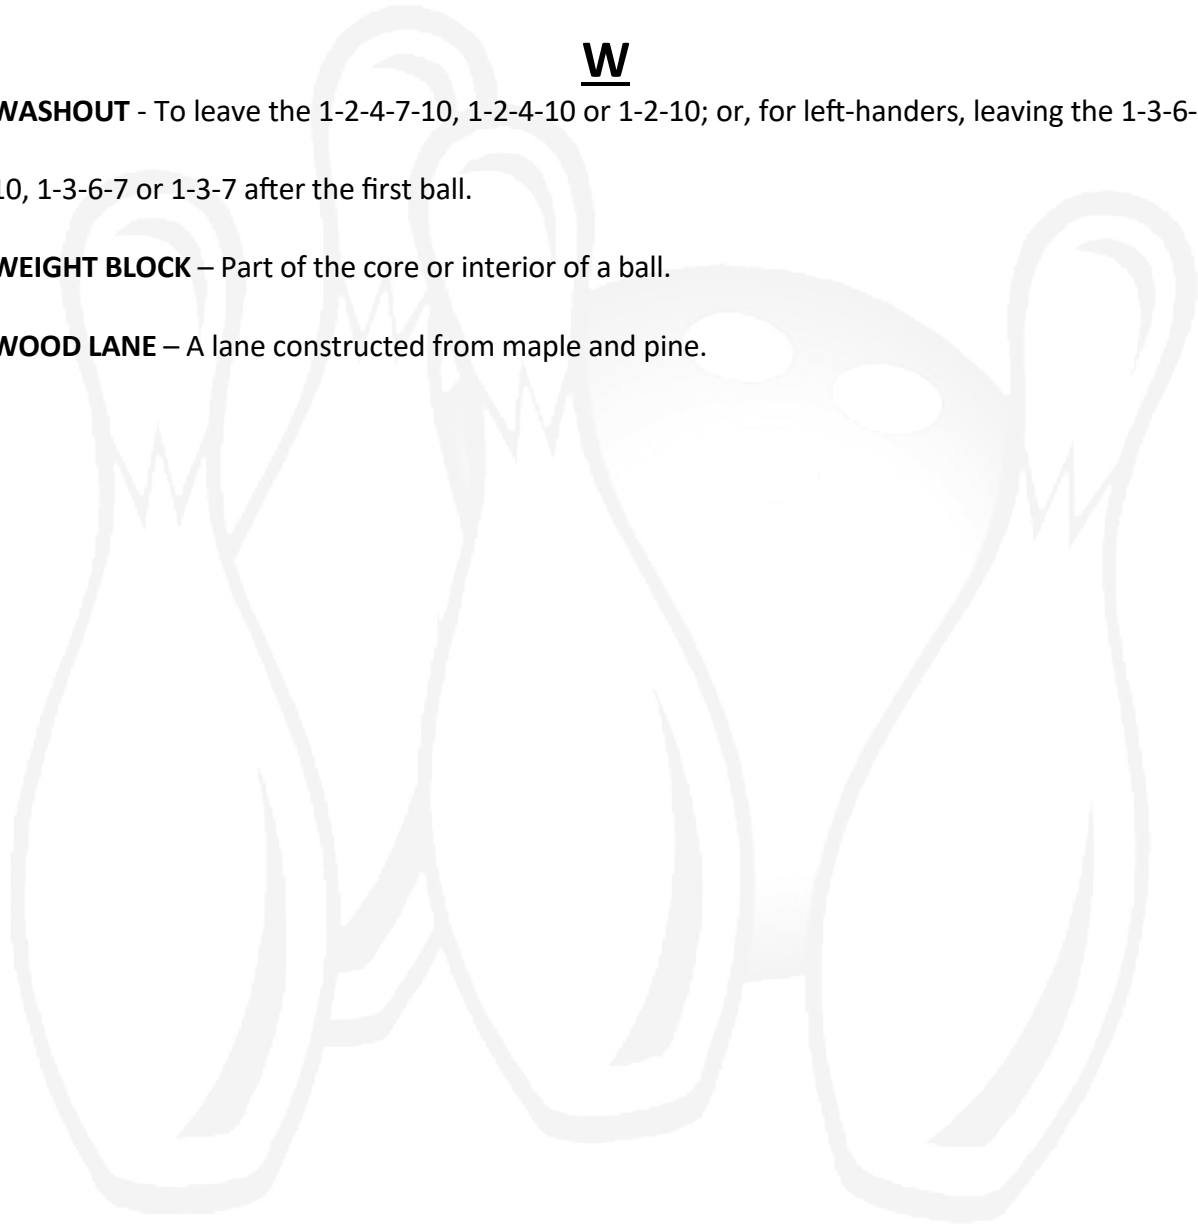 W
WASHOUT - To leave the 1-2-4-7-10, 1-2-4-10 or 1-2-10; or, for left-handers, leaving the 1-3-6-
10, 1-3-6-7 or 1-3-7 after the first ball.
WEIGHT BLOCK – Part of the core or interior of a ball.
WOOD LANE – A lane constructed from maple and pine.